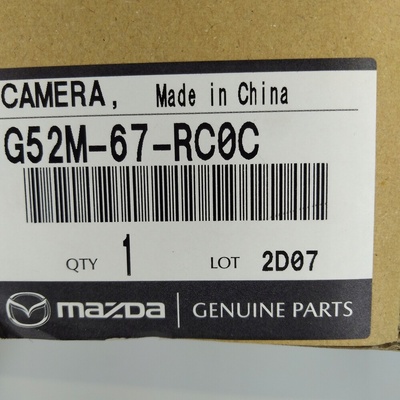 CAMERA, Made in China
G52M-67-RC0C
QTY 1 LOT 2D07
mazda GENUINE PARTS